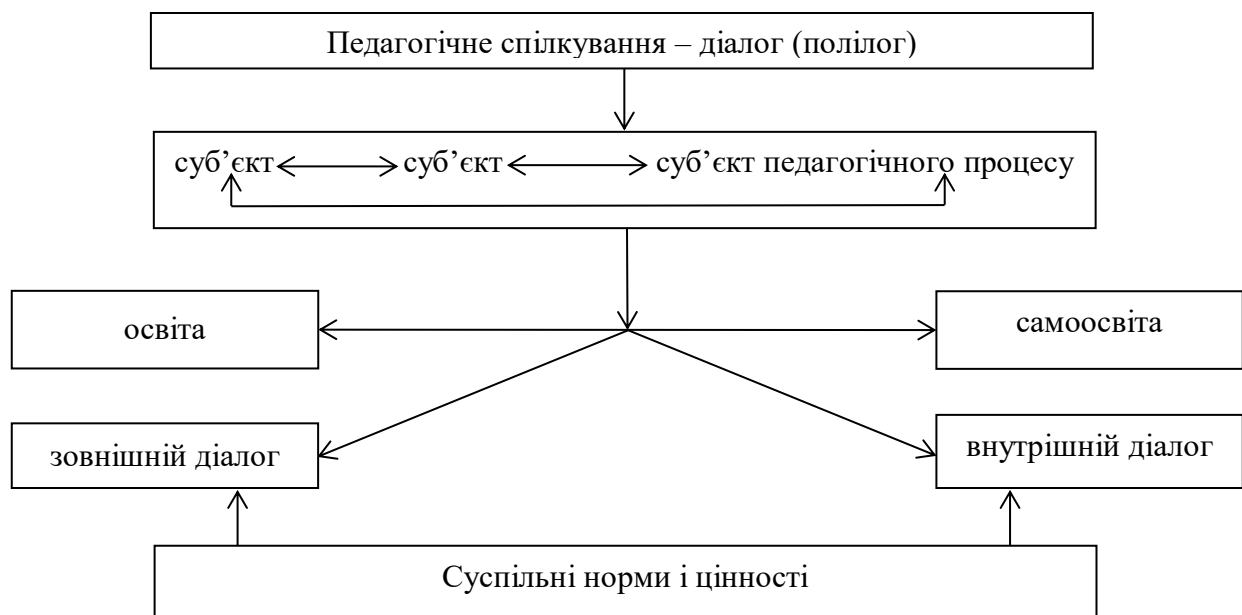 Педагогічне спілкування – діалог (полілог)
суб’єкт суб’єкт суб’єкт педагогічного процесу
освіта
самоосвіта
зовнішній діалог
внутрішній діалог
Суспільні норми і цінності